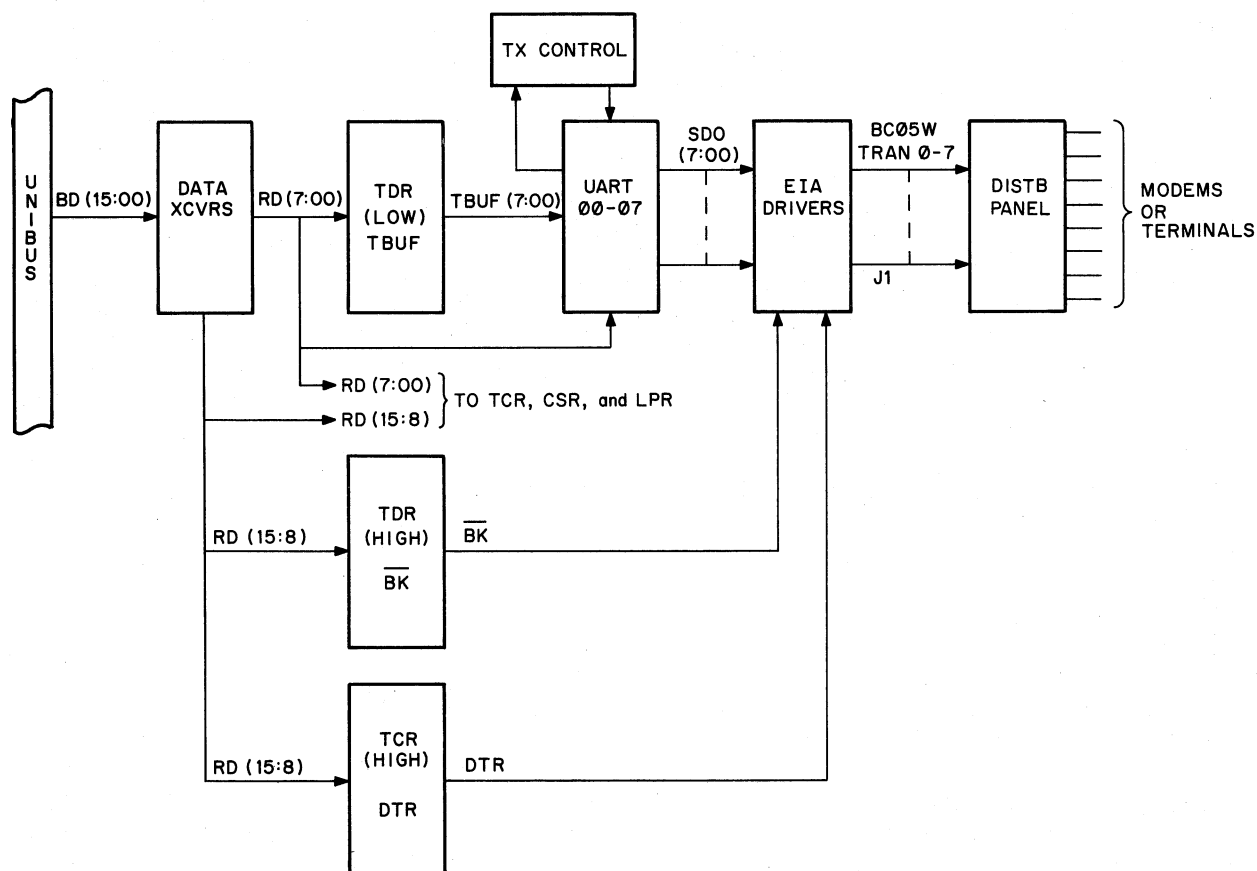 TX CONTROL
UNIBUS
BD (15:00)
DATA
XCVRS
RD (7:00)
TDR
(LOW)
TBUF
TBUF (7:00)
UART
00-07
SDO
(7:00)
EIA
DRIVERS
BC05W
TRAN 0-7
J1
DISTB
PANEL
MODEMS
OR
TERMINALS
RD (7:00)
RD (15:8)
TO TCR, CSR, and LPR
RD (15:8)
TDR
(HIGH)
B̅K̅
B̅K̅
RD (15:8)
TCR
(HIGH)
DTR
DTR